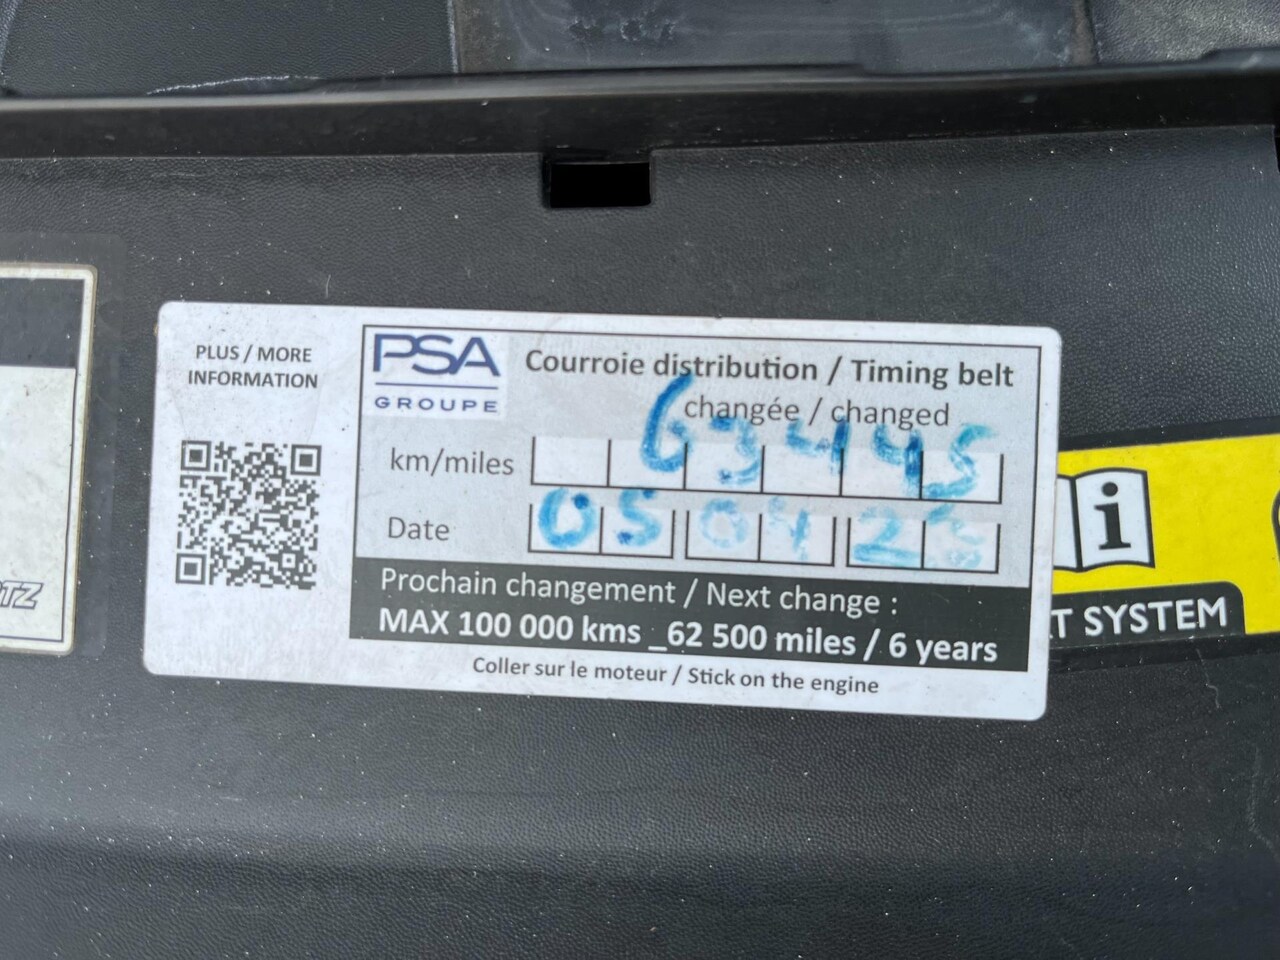 PLUS / MORE
INFORMATION
PSA
GROUPE
Courroie distribution / Timing belt
changée / changed
km/miles 63445
Date 05 04 23
Prochain changement / Next change :
MAX 100 000 kms _62 500 miles / 6 years
Coller sur le moteur / Stick on the engine
i
T SYSTEM
TZ